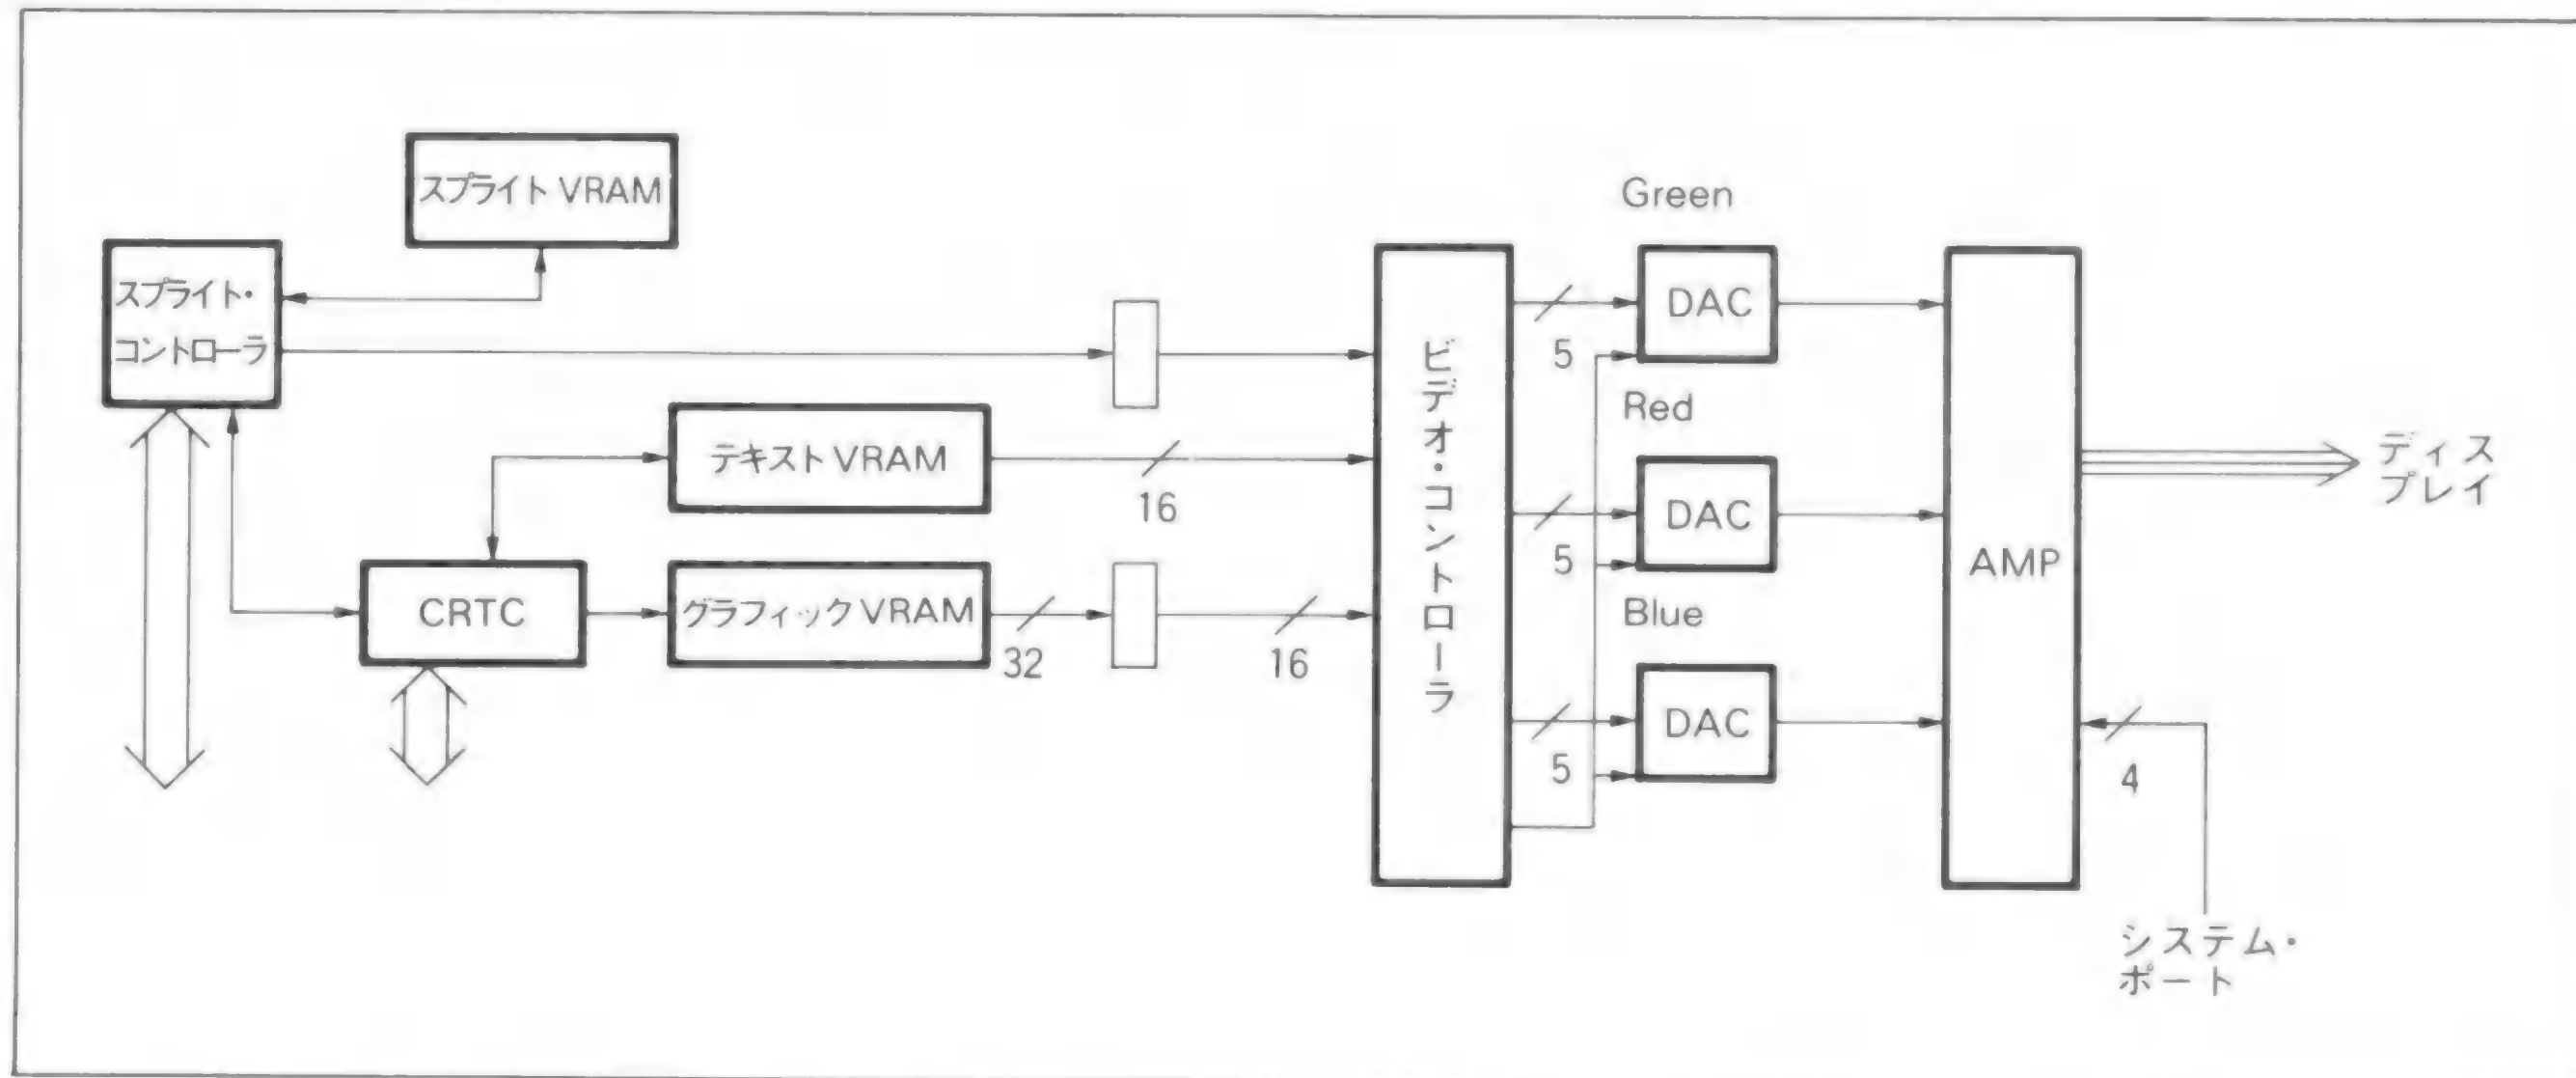 スプライト VRAM
スプライト・
コントローラ
テキスト VRAM
16
CRTC
グラフィック VRAM
32
16
ビデオ・コントローラ
Green
5
DAC
Red
5
DAC
Blue
5
DAC
AMP
ディス
プレイ
4
システム・
ポート